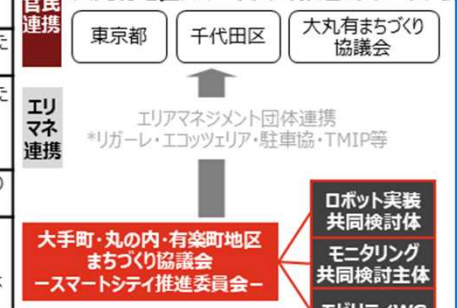 官民
連携
東京都
千代田区
大丸有まちづくり
協議会
エリ
マネ
連携
エリアマネジメント団体連携
*リガーレ・エコッツェリア・駐車協・TMIP等
大手町・丸の内・有楽町地区
まちづくり協議会
ースマートシティ推進委員会ー
ロボット実装
共同検討体
モニタリング
共同検討主体